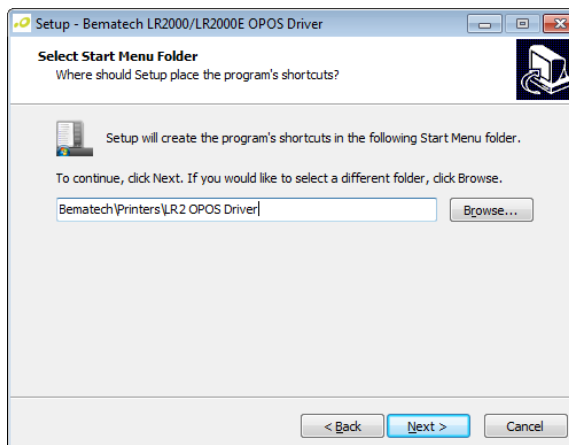 Setup - Bematech LR2000/LR2000E OPOS Driver
Select Start Menu Folder
Where should Setup place the program's shortcuts?
Setup will create the program's shortcuts in the following Start Menu folder.
To continue, click Next. If you would like to select a different folder, click Browse.
Bematech\Printers\LR2 OPOS Driver
Browse...
< Back Next > Cancel